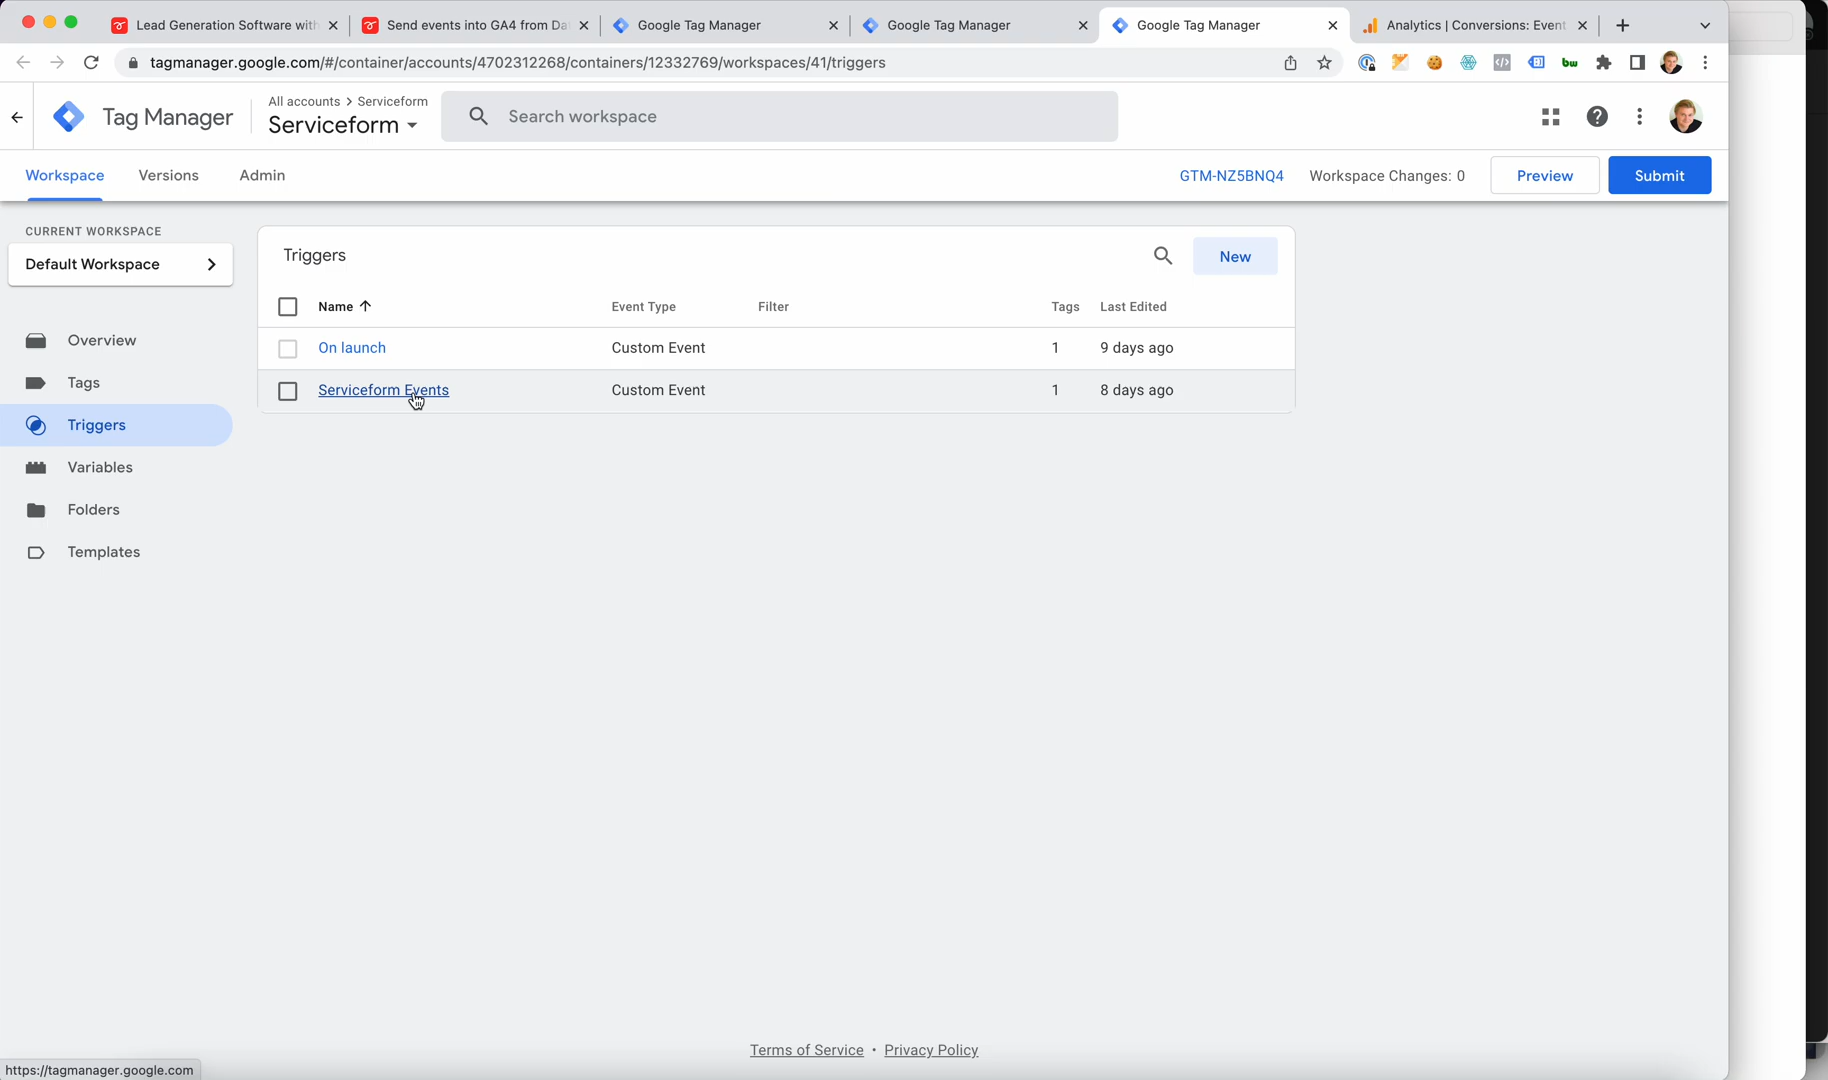 Lead Generation Software with
Send events into GA4 from Da
Google Tag Manager
Google Tag Manager
Google Tag Manager
Analytics | Conversions: Event
tagmanager.google.com/#/container/accounts/4702312268/containers/12332769/workspaces/41/triggers
bw
Tag Manager
All accounts > Serviceform
Serviceform
Search workspace
Workspace
Versions
Admin
GTM-NZ5BNQ4
Workspace Changes: 0
Preview
Submit
CURRENT WORKSPACE
Default Workspace
Overview
Tags
Triggers
Variables
Folders
Templates
Triggers
New
Name Event Type Filter Tags Last Edited
On launch Custom Event 1 9 days ago
Serviceform Events Custom Event 1 8 days ago
Terms of Service • Privacy Policy
https://tagmanager.google.com